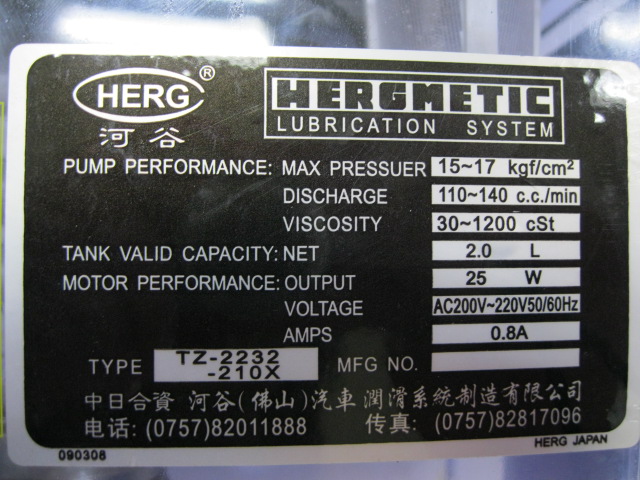 HERG®
河谷
HERGMETIC
LUBRICATION SYSTEM
PUMP PERFORMANCE: MAX PRESSUER 15~17 kgf/cm²
DISCHARGE 110~140 c.c./min
VISCOSITY 30~1200 cSt
TANK VALID CAPACITY: NET 2.0 L
MOTOR PERFORMANCE: OUTPUT 25 W
VOLTAGE AC200V~220V50/60Hz
AMPS 0.8A
TYPE TZ-2232 MFG NO.
-210X
中日合資 河谷(佛山)汽車潤滑系統制造有限公司
电话: (0757)82011888 传真: (0757)82817096
090308 HERG JAPAN